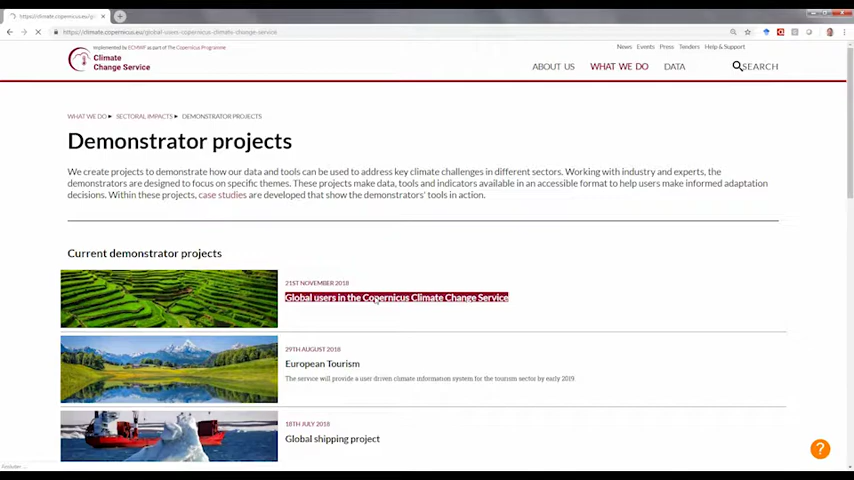 https://climate.copernicus.eu/g
https://climate.copernicus.eu/global-users-copernicus-climate-change-service
Implemented by ECMWF as part of The Copernicus Programme
Climate
Change Service
News Events Press Tenders Help & Support
ABOUT US WHAT WE DO DATA SEARCH
WHAT WE DO ▶ SECTORAL IMPACTS ▶ DEMONSTRATOR PROJECTS
Demonstrator projects
We create projects to demonstrate how our data and tools can be used to address key climate challenges in different sectors. Working with industry and experts, the
demonstrators are designed to focus on specific themes. These projects make data, tools and indicators available in an accessible format to help users make informed adaptation
decisions. Within these projects, case studies are developed that show the demonstrators' tools in action.
Current demonstrator projects
21ST NOVEMBER 2018
Global users in the Copernicus Climate Change Service
29TH AUGUST 2018
European Tourism
The service will provide a user driven climate information system for the tourism sector by early 2019.
18TH JULY 2018
Global shipping project
?